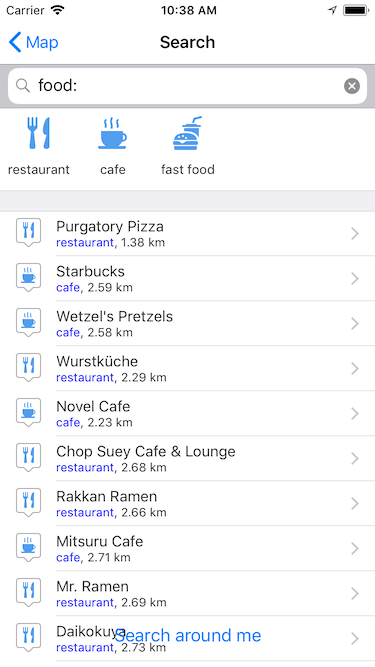 Carrier 10:38 AM
Map Search
food:
restaurant cafe fast food
Purgatory Pizza
restaurant, 1.38 km
Starbucks
cafe, 2.59 km
Wetzel's Pretzels
cafe, 2.58 km
Wurstküche
restaurant, 2.29 km
Novel Cafe
cafe, 2.23 km
Chop Suey Cafe & Lounge
restaurant, 2.68 km
Rakkan Ramen
restaurant, 2.66 km
Mitsuru Cafe
cafe, 2.71 km
Mr. Ramen
restaurant, 2.69 km
Daikokuya
Search around me
restaurant, 2.73 km